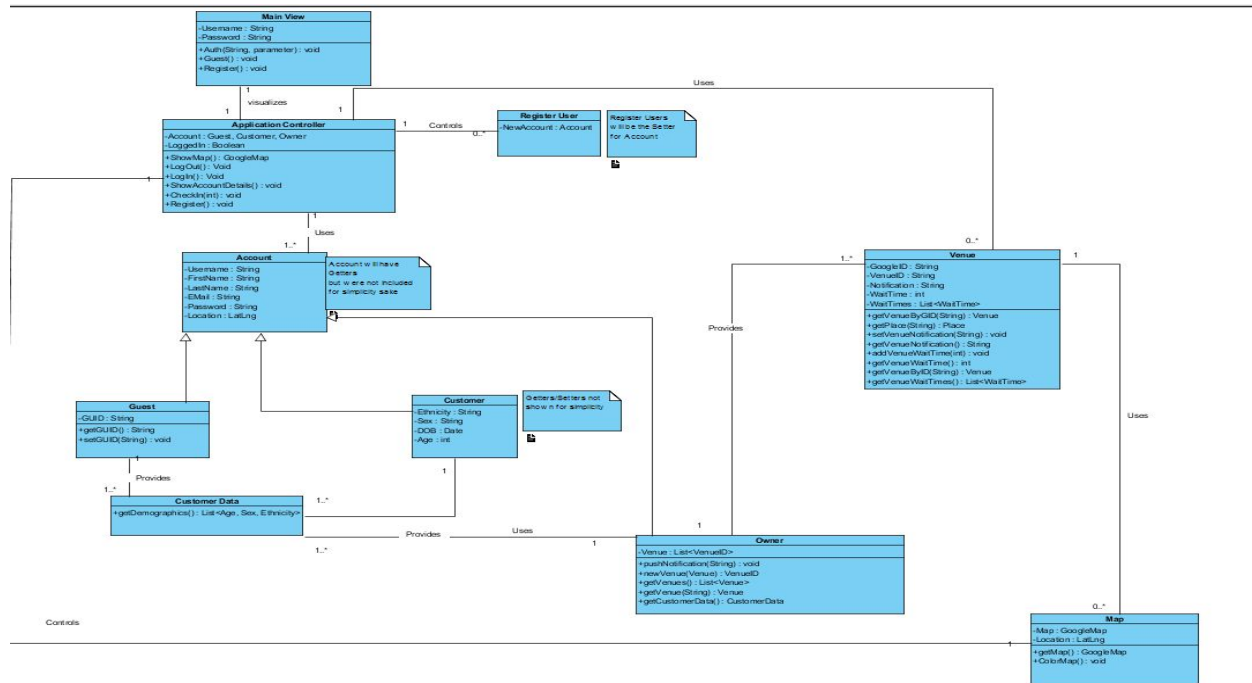 Main View
-Username : String
-Password : String
+Auth(String, parameter) : void
+Guest() : void
+Register() : void
1
visualizes
1
1
Uses
Application Controller
-Account : Guest, Customer, Owner
-LoggedIn : Boolean
+ShowMap() : GoogleMap
+LogOut() : Void
+LogIn() : Void
+ShowAccountDetails() : void
+CheckIn(int) : void
+Register() : void
1
Controls
0..*
Register User
-NewAccount : Account
Register Users
will be the Setter
for Account
1
1
Uses
1..*
Account
-Username : String
-FirstName : String
-LastName : String
-EMail : String
-Password : String
-Location : LatLng
Account will have
Getters
but were not included
for simplicity sake
0..*
1..*
1
Venue
-GoogleID : String
-VenueID : String
-Notification : String
-WaitTime : int
-WaitTimes : List<WaitTime>
+getVenueByGID(String) : Venue
+getPlace(String) : Place
+setVenueNotification(String) : void
+getVenueNotification() : String
+addVenueWaitTime(int) : void
+getVenueWaitTime() : int
+getVenueByID(String) : Venue
+getVenueWaitTimes() : List<WaitTime>
Provides
Uses
Guest
-GUID : String
+getGUID() : String
+setGUID(String) : void
Customer
-Ethnicity : String
-Sex : String
-DOB : Date
-Age : int
Getters/Setters not
shown for simplicity
1
Provides
1..*
1
1..*
Customer Data
+getDemographics() : List<Age, Sex, Ethnicity>
1..*
Provides
Uses
1
1
Owner
-Venue : List<VenueID>
+pushNotification(String) : void
+newVenue(Venue) : VenueID
+getVenues() : List<Venue>
+getVenue(String) : Venue
+getCustomerData() : CustomerData
0..*
Controls
1
Map
-Map : GoogleMap
-Location : LatLng
+getMap() : GoogleMap
+ColorMap() : void